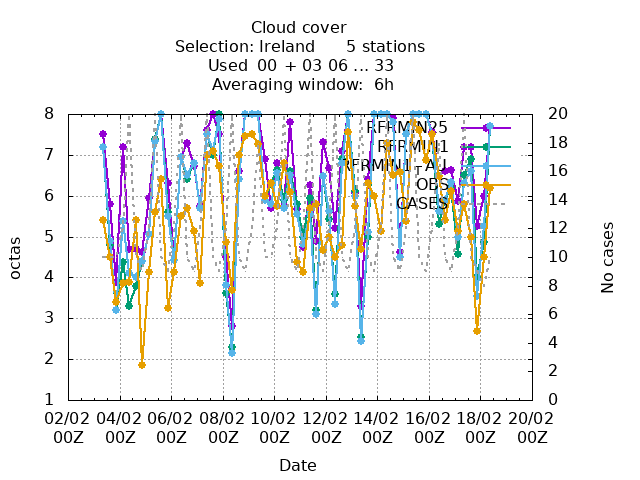 Cloud cover
Selection: Ireland 5 stations
Used 00 + 03 06 ... 33
Averaging window: 6h
8
7
6
5
4
3
2
1
octas
20
18
16
14
12
10
8
6
4
2
0
No cases
RFRMIN25
RFRMIN1
RFRMIN1_ALL
OBS
CASES
02/02 04/02 06/02 08/02 10/02 12/02 14/02 16/02 18/02 20/02
00Z 00Z 00Z 00Z 00Z 00Z 00Z 00Z 00Z 00Z
Date